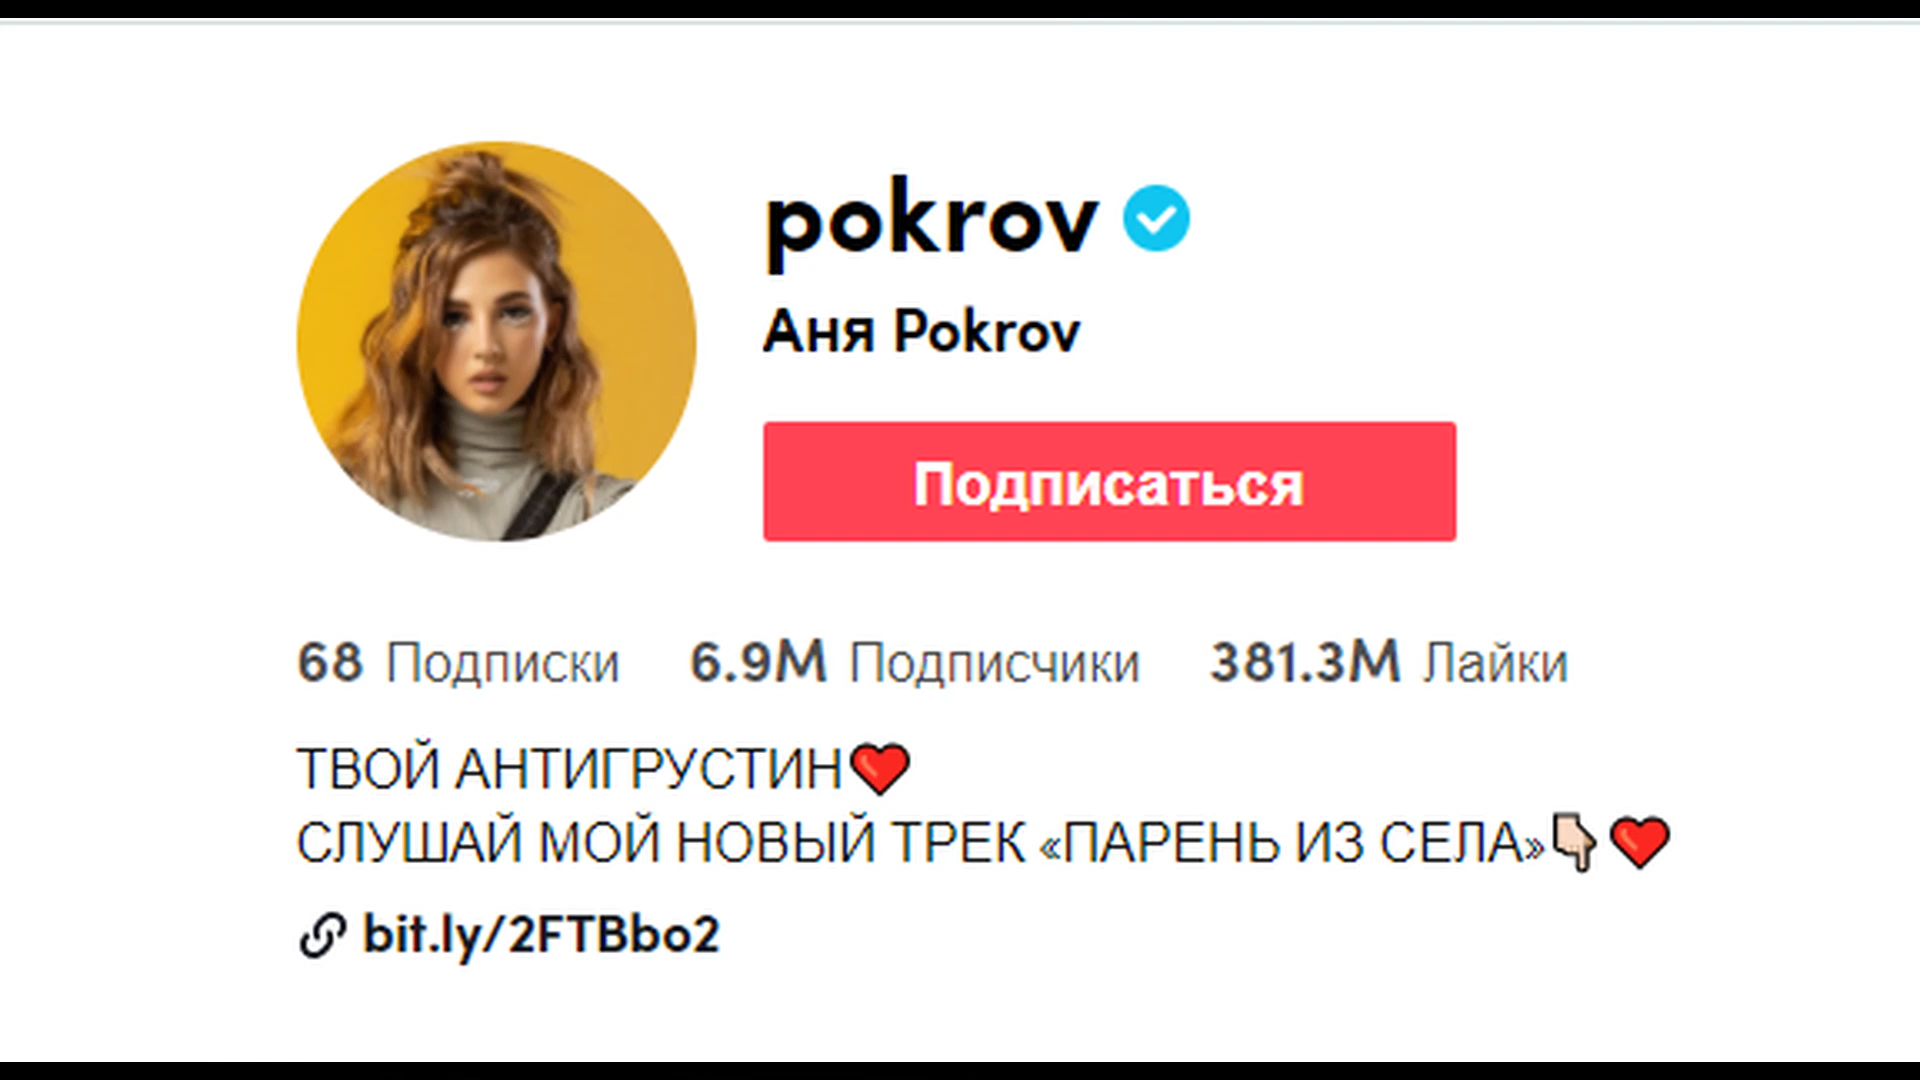 pokrov
Аня Pokrov
Подписаться
68 Подписки 6.9M Подписчики 381.3M Лайки
ТВОЙ АНТИГРУСТИН❤️
СЛУШАЙ МОЙ НОВЫЙ ТРЕК «ПАРЕНЬ ИЗ СЕЛА»👇🏻❤️
bit.ly/2FTBbo2